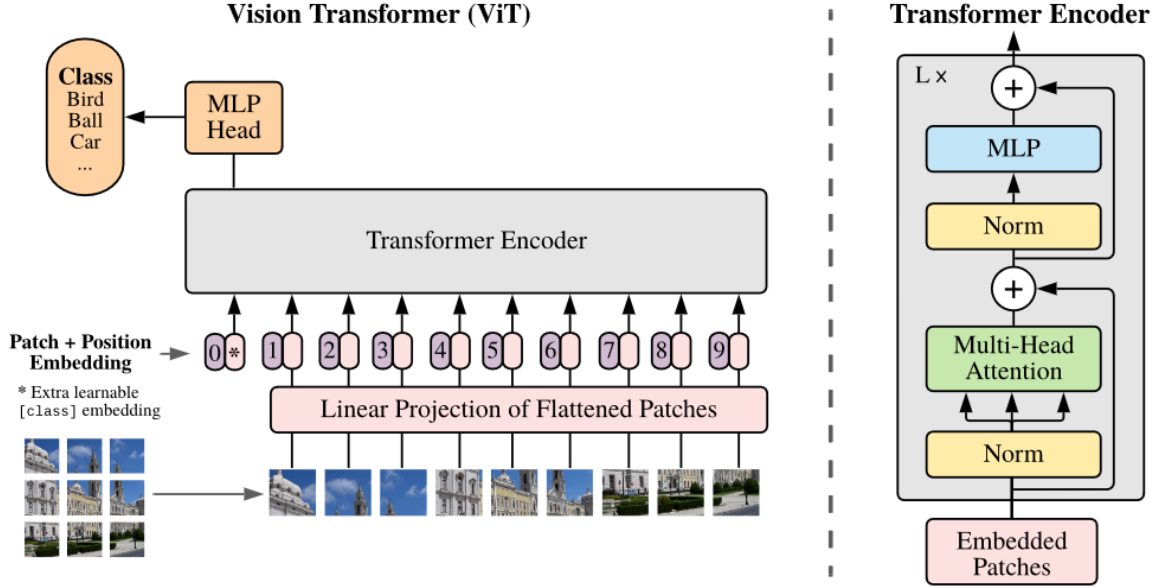 Vision Transformer (ViT)
Class
Bird
Ball
Car
...
MLP
Head
Transformer Encoder
0 * 1 2 3 4 5 6 7 8 9
Patch + Position
Embedding
* Extra learnable
[class] embedding
Linear Projection of Flattened Patches
Transformer Encoder
L ×
+
MLP
Norm
+
Multi-Head
Attention
Norm
Embedded
Patches